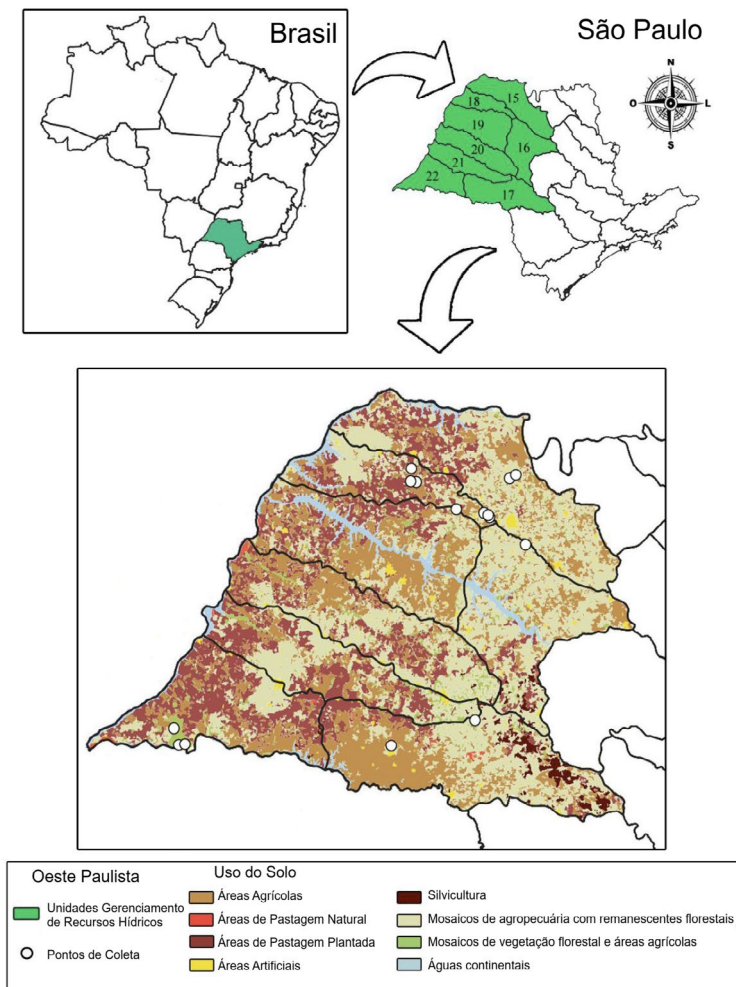 Brasil
São Paulo
N
O
L
S
15
18
19
16
20
21
22
17
Oeste Paulista
Unidades Gerenciamento
de Recursos Hídricos
Pontos de Coleta
Uso do Solo
Áreas Agrícolas
Áreas de Pastagem Natural
Áreas de Pastagem Plantada
Áreas Artificiais
Silvicultura
Mosaicos de agropecuária com remanescentes florestais
Mosaicos de vegetação florestal e áreas agrícolas
Águas continentais